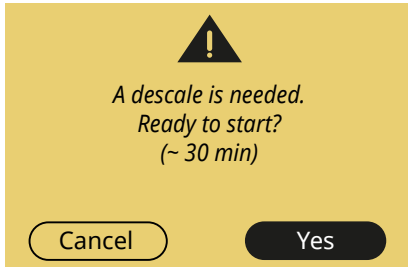 A descale is needed.
Ready to start?
(~ 30 min)
Cancel
Yes